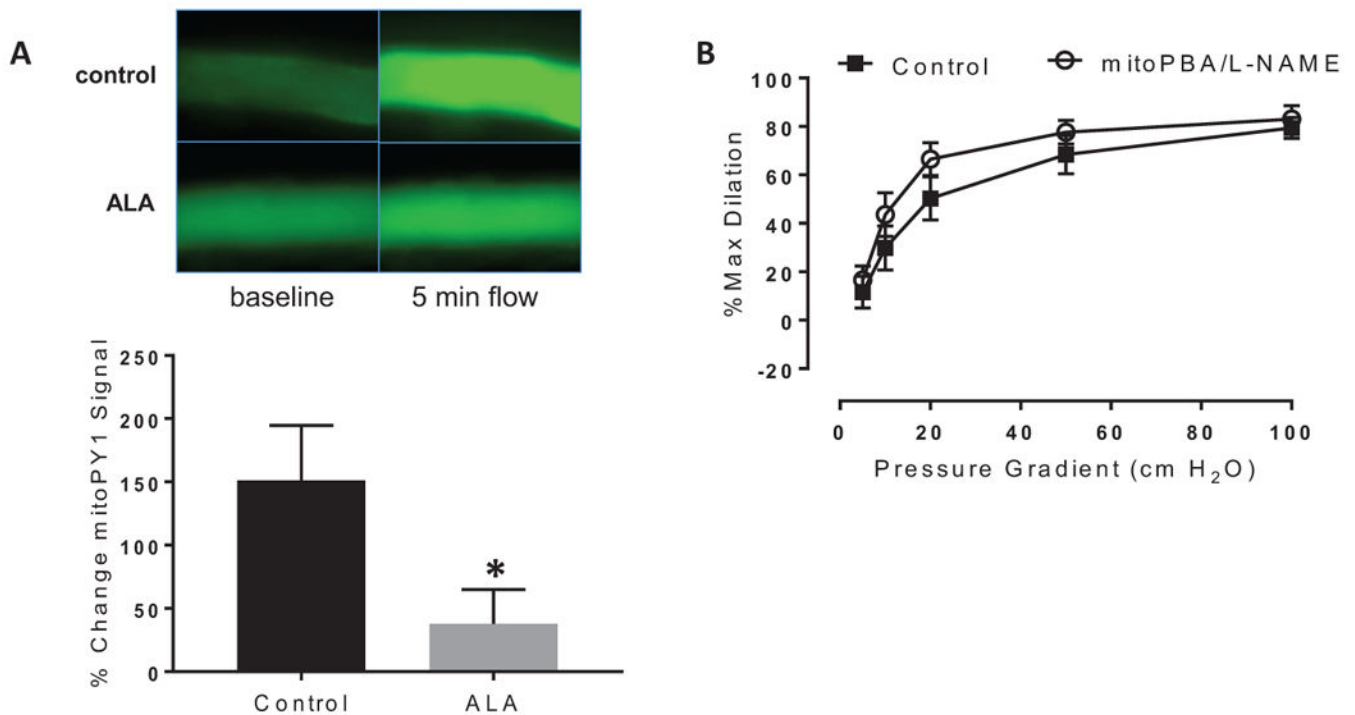 A
control
ALA
baseline
5 min flow
% Change mitoPY1 Signal
250
200
150
100
50
0
*
Control
ALA
B
Control
mitoPBA/L-NAME
%Max Dilation
100
80
60
40
20
0
-20
0 20 40 60 80 100
Pressure Gradient (cm H₂O)